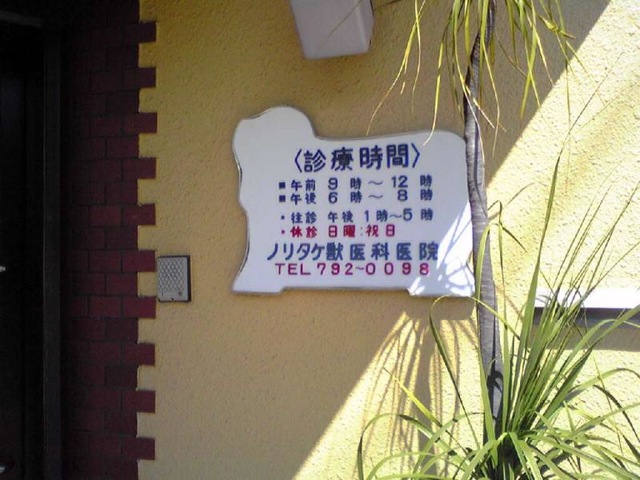 〈診療時間〉
■午前 9時～12時
■午後 6時～ 8時
・往診 午後 1時～5時
・休診 日曜:祝日
ノリタケ獣医科医院
TEL 792-0098